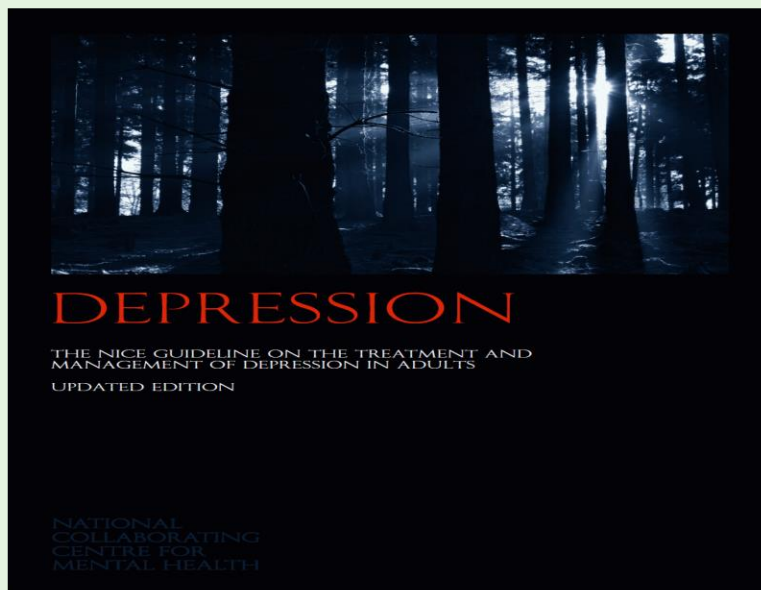 DEPRESSION
THE NICE GUIDELINE ON THE TREATMENT AND
MANAGEMENT OF DEPRESSION IN ADULTS
UPDATED EDITION
NATIONAL
COLLABORATING
CENTRE FOR
MENTAL HEALTH